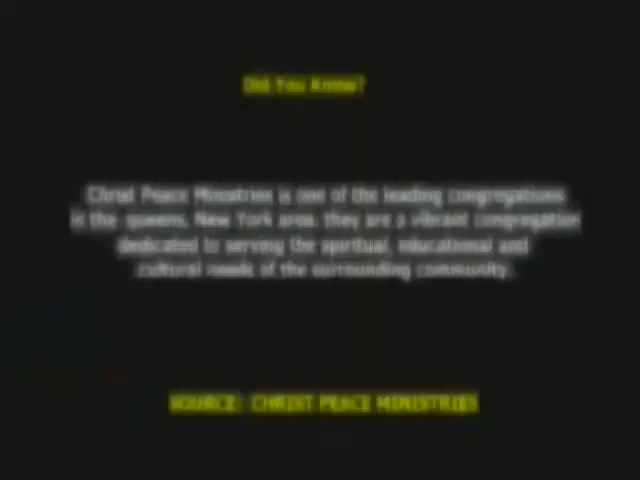 Did You Know?
Christ Peace Ministries is one of the leading congregations
is the queens, New York area. they are a vibrant congregation
dedicated to serving the spiritual, educational and
cultural needs of the surrounding community.
SOURCE: CHRIST PEACE MINISTRIES